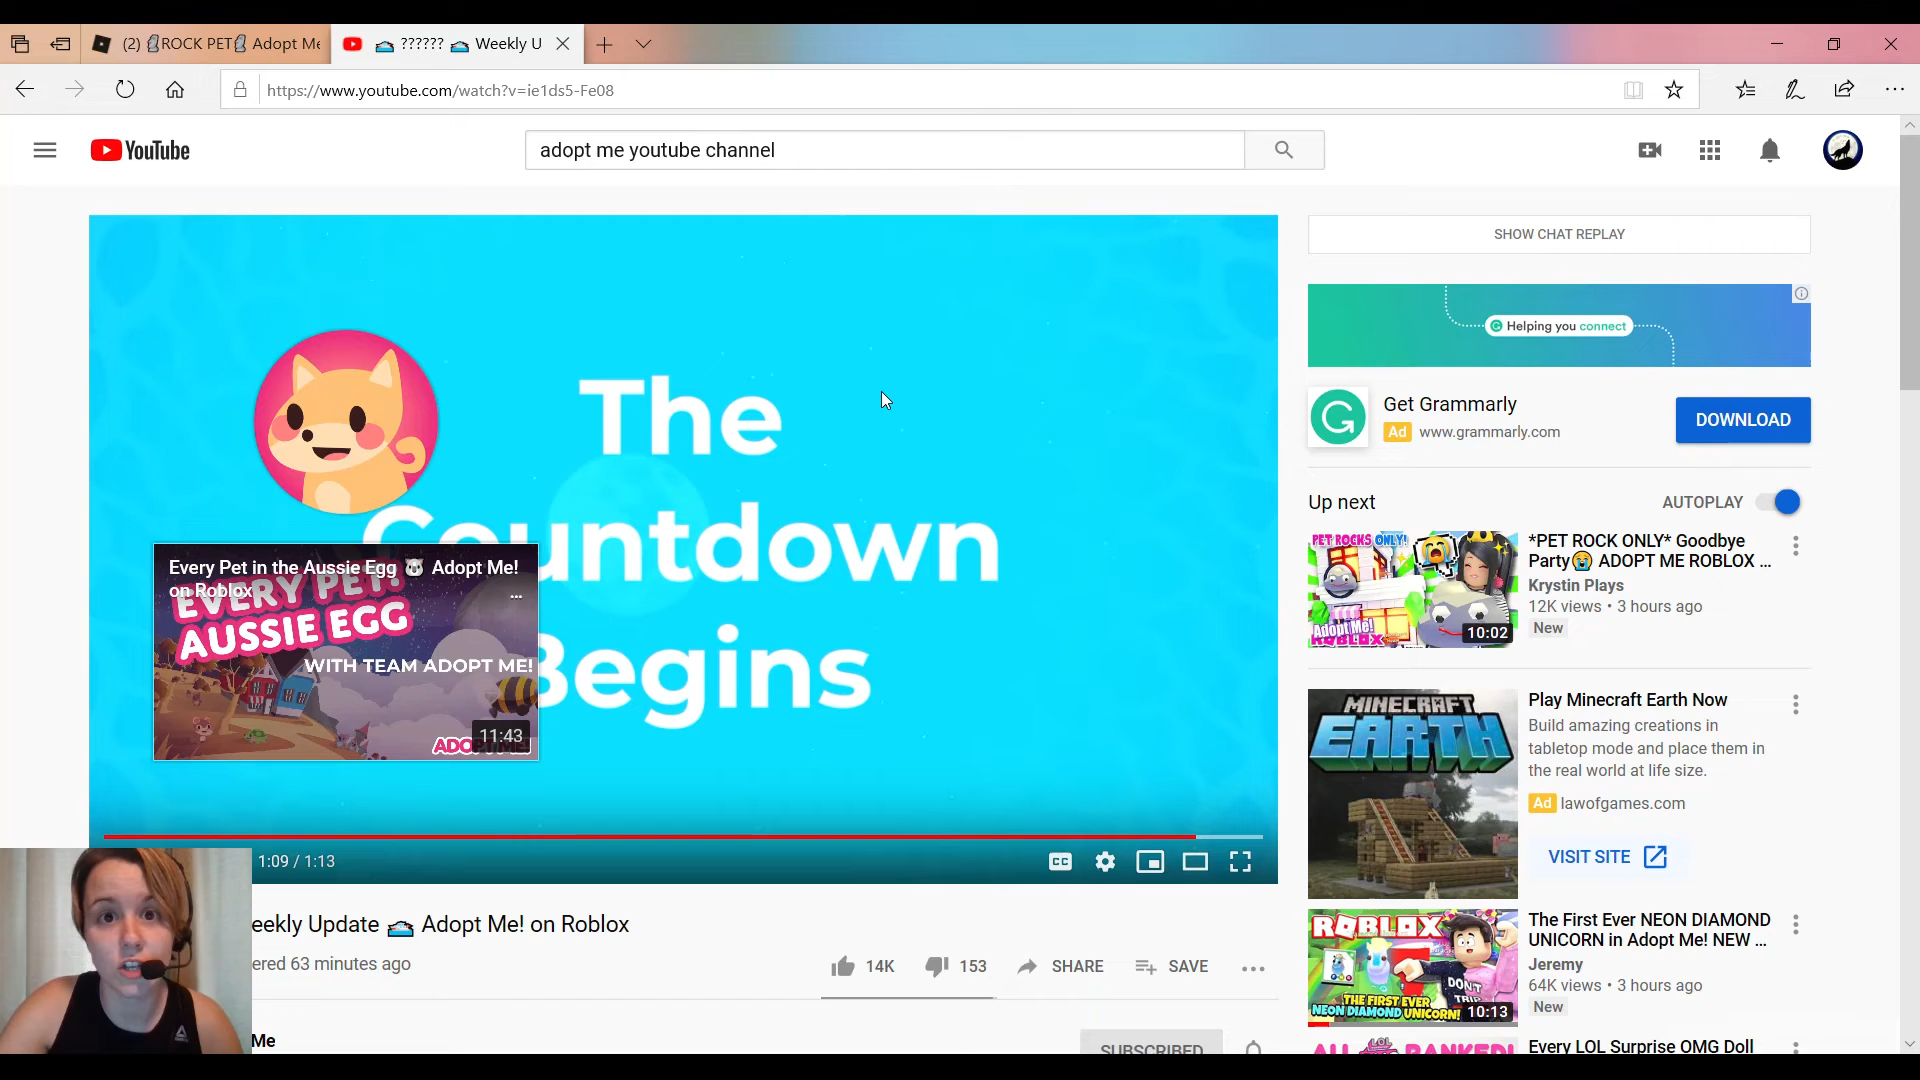 (2) ROCK PET Adopt Me
?????? Weekly U
https://www.youtube.com/watch?v=ie1ds5-Fe08
YouTube
adopt me youtube channel
The
Countdown
Begins
Every Pet in the Aussie Egg Adopt Me!
on Roblox
EVERY PET!
AUSSIE EGG
WITH TEAM ADOPT ME!
11:43
1:09 / 1:13
CC
eekly Update Adopt Me! on Roblox
ered 63 minutes ago
14K
153
SHARE
SAVE
Me
SUBSCRIBED
SHOW CHAT REPLAY
Helping you connect
Get Grammarly
Ad www.grammarly.com
DOWNLOAD
Up next
AUTOPLAY
PET ROCKS ONLY!
Adopt Me!
ROBLOX
10:02
*PET ROCK ONLY* Goodbye
Party ADOPT ME ROBLOX ...
Krystin Plays
12K views • 3 hours ago
New
MINECRAFT
EARTH
Play Minecraft Earth Now
Build amazing creations in
tabletop mode and place them in
the real world at life size.
Ad lawofgames.com
VISIT SITE
ROBLOX
DON'T
TRIP
THE FIRST EVER
NEON DIAMOND UNICORN!
10:13
The First Ever NEON DIAMOND
UNICORN in Adopt Me! NEW ...
Jeremy
64K views • 3 hours ago
New
LOL
RANKED!
Every LOL Surprise OMG Doll